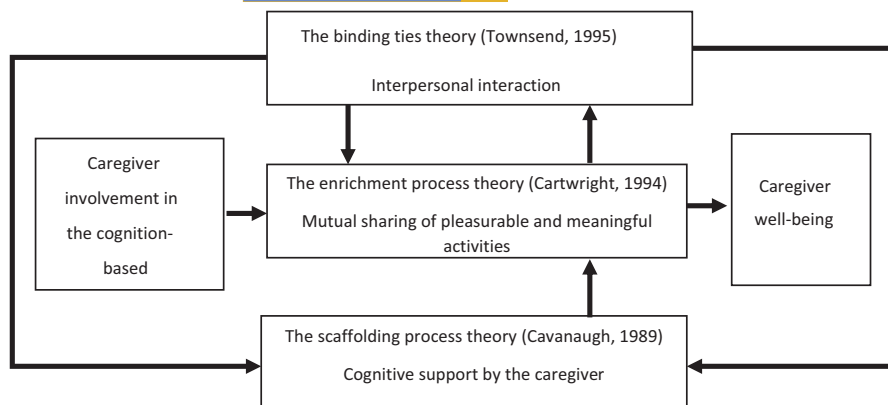 The binding ties theory (Townsend, 1995)
Interpersonal interaction
Caregiver
involvement in
the cognition-
based
The enrichment process theory (Cartwright, 1994)
Mutual sharing of pleasurable and meaningful
activities
Caregiver
well-being
The scaffolding process theory (Cavanaugh, 1989)
Cognitive support by the caregiver